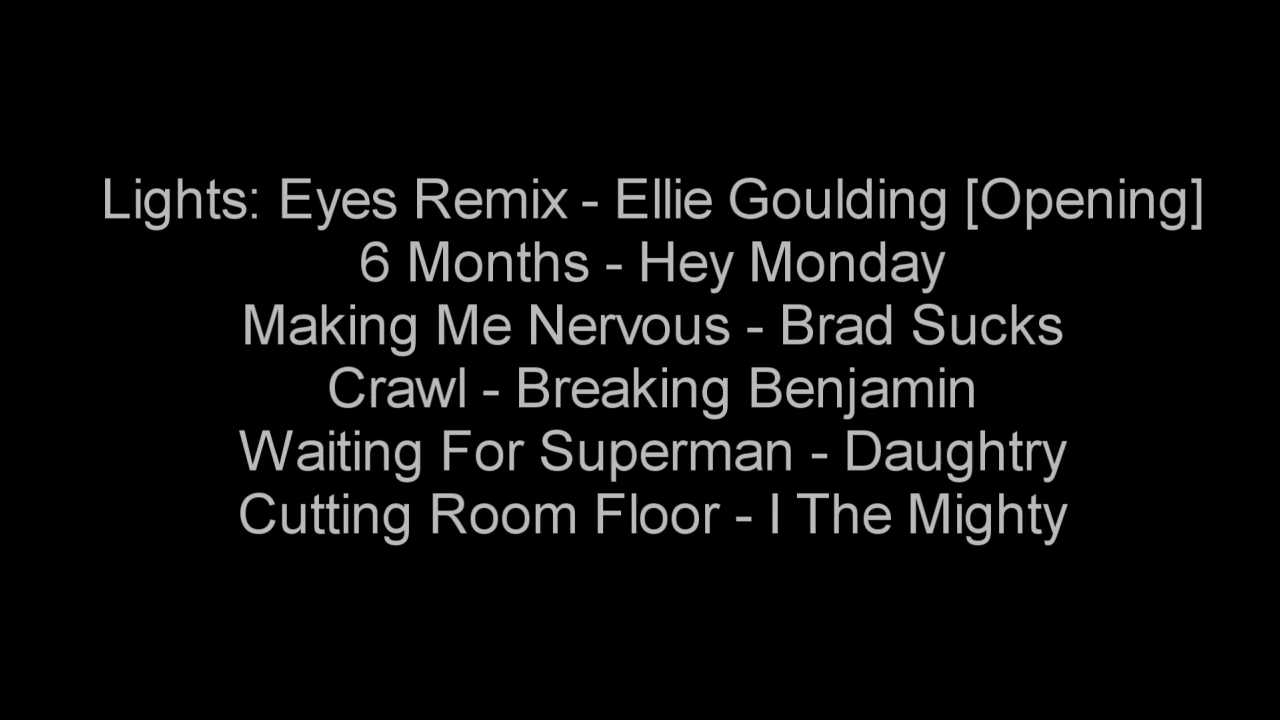 Lights: Eyes Remix - Ellie Goulding [Opening]
6 Months - Hey Monday
Making Me Nervous - Brad Sucks
Crawl - Breaking Benjamin
Waiting For Superman - Daughtry
Cutting Room Floor - I The Mighty